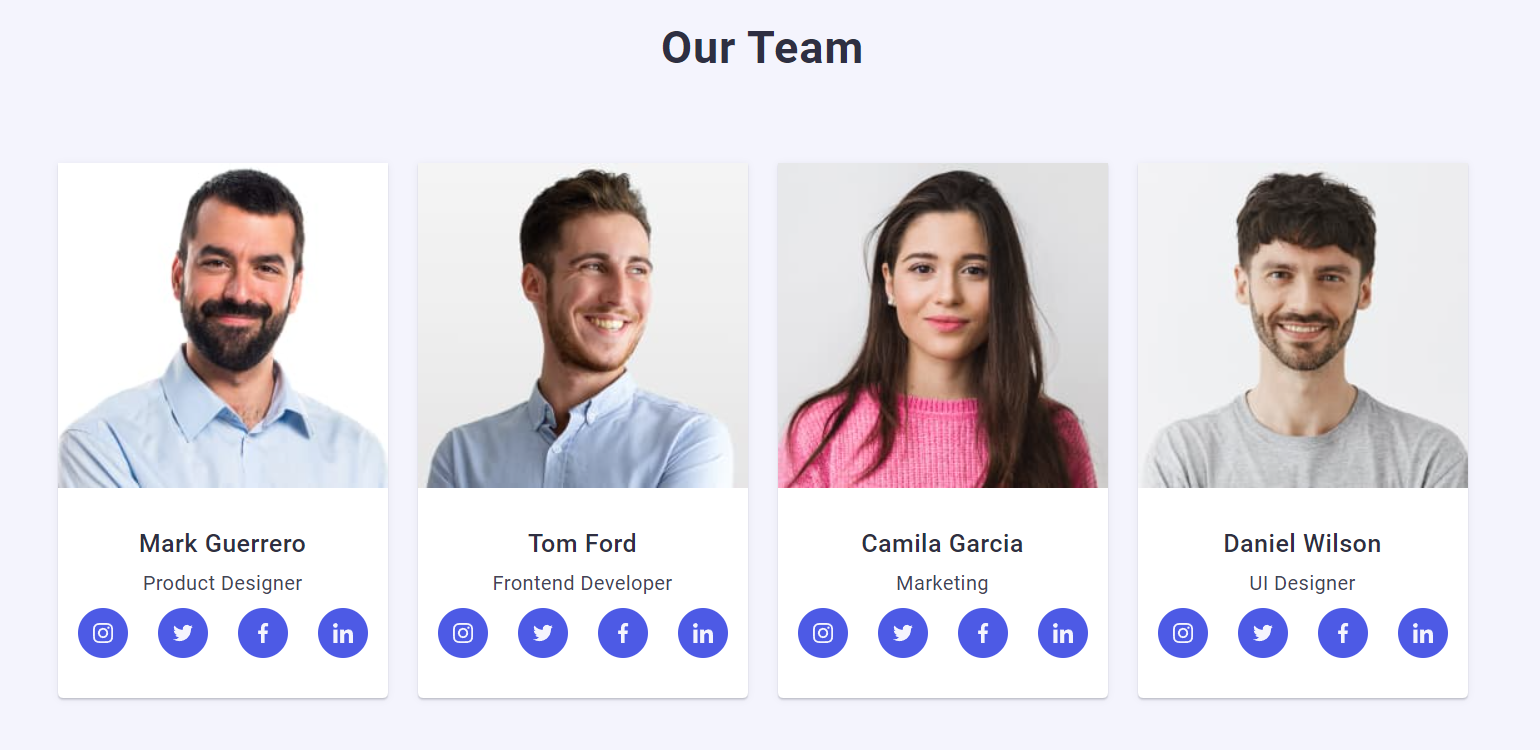 Our Team
Mark Guerrero
Product Designer
Tom Ford
Frontend Developer
Camila Garcia
Marketing
Daniel Wilson
UI Designer